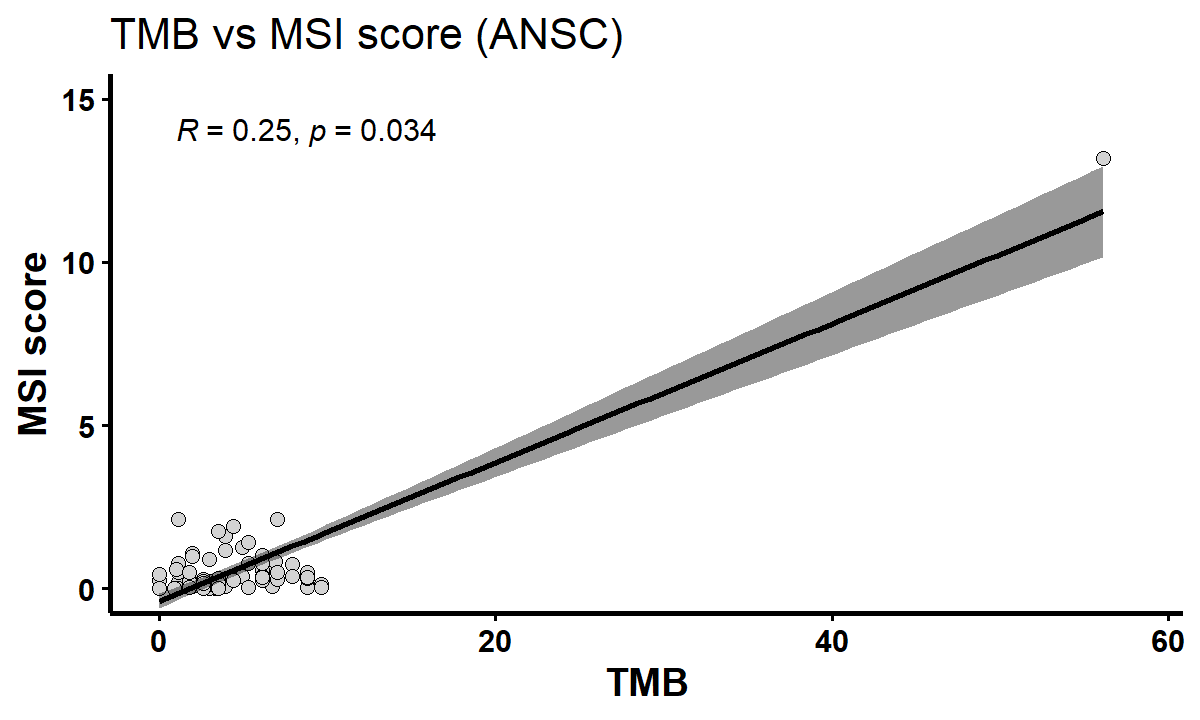 TMB vs MSI score (ANSC)
R = 0.25, p = 0.034
MSI score
15
10
5
0
0 20 40 60
TMB